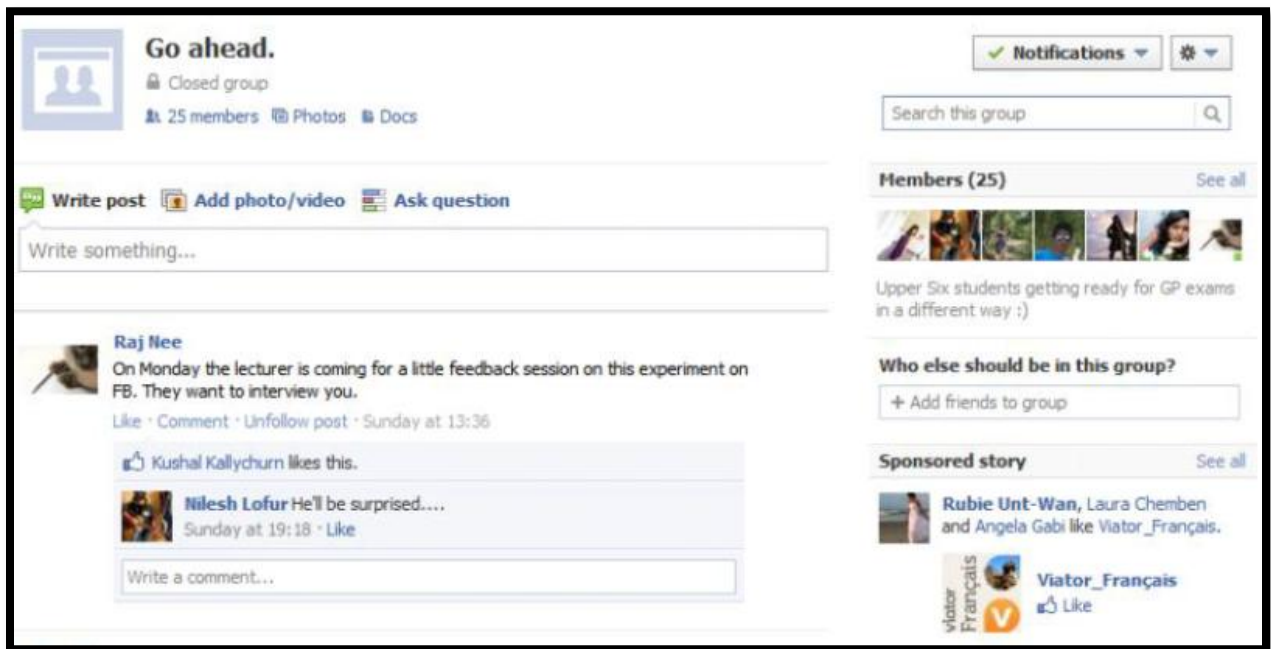 Go ahead.
Closed group
25 members Photos Docs
Notifications
Search this group
Write post Add photo/video Ask question
Write something...
Members (25) See all
Upper Six students getting ready for GP exams
in a different way :)
Raj Nee
On Monday the lecturer is coming for a little feedback session on this experiment on
FB. They want to interview you.
Like · Comment · Unfollow post · Sunday at 13:36
Kushal Kallychurn likes this.
Nilesh Lofur He'll be surprised....
Sunday at 19:18 · Like
Write a comment...
Who else should be in this group?
+ Add friends to group
Sponsored story See all
Rubie Unt-Wan, Laura Chemben
and Angela Gabi like Viator_Français.
viator
Français
Viator_Français
Like